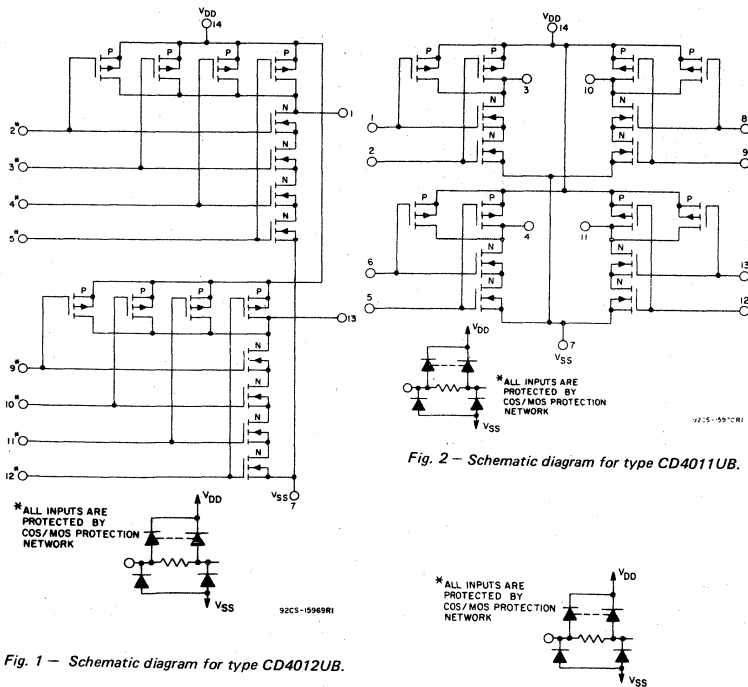 VDD
14
P P P P
N
1
2*
N
3*
N
4*
N
5*
P P P P
13
N
9*
N
10*
N
11*
N
12*
VSS
7
*ALL INPUTS ARE
PROTECTED BY
COS/MOS PROTECTION
NETWORK
VDD
VSS
92CS-15969R1
Fig. 1 — Schematic diagram for type CD4012UB.
VDD
14
P P P P
3 10
N N
1 8
N N
2 9
P P P P
4 11
N N
6 13
N N
5 12
7
VSS
VDD
*ALL INPUTS ARE
PROTECTED BY
COS/MOS PROTECTION
NETWORK
VSS
Fig. 2 — Schematic diagram for type CD4011UB.
*ALL INPUTS ARE
PROTECTED BY
COS/MOS PROTECTION
NETWORK
VDD
VSS